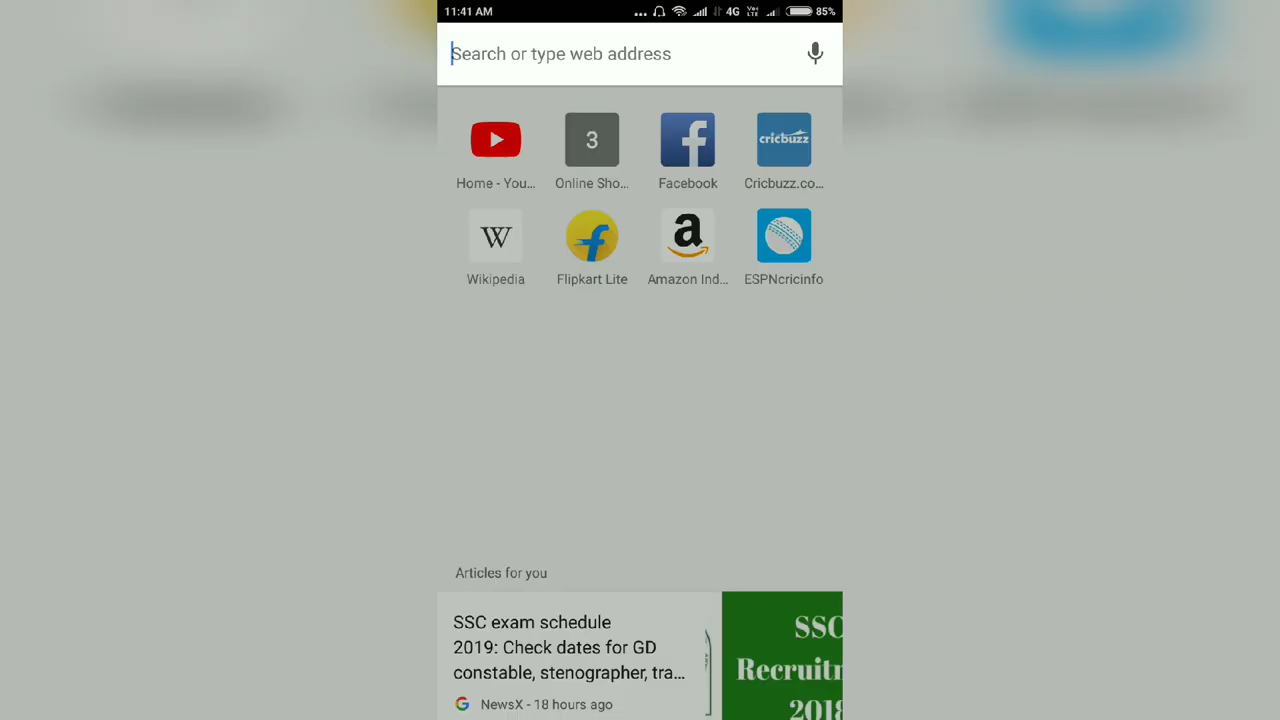 11:41 AM
4G
85%
Search or type web address
3
cricbuzz
Home - You...
Online Sho...
Facebook
Cricbuzz.co...
W
a
Wikipedia
Flipkart Lite
Amazon Ind...
ESPNcricinfo
Articles for you
SSC exam schedule
2019: Check dates for GD
constable, stenographer, tra...
NewsX - 18 hours ago
SSC
Recruitm
2018